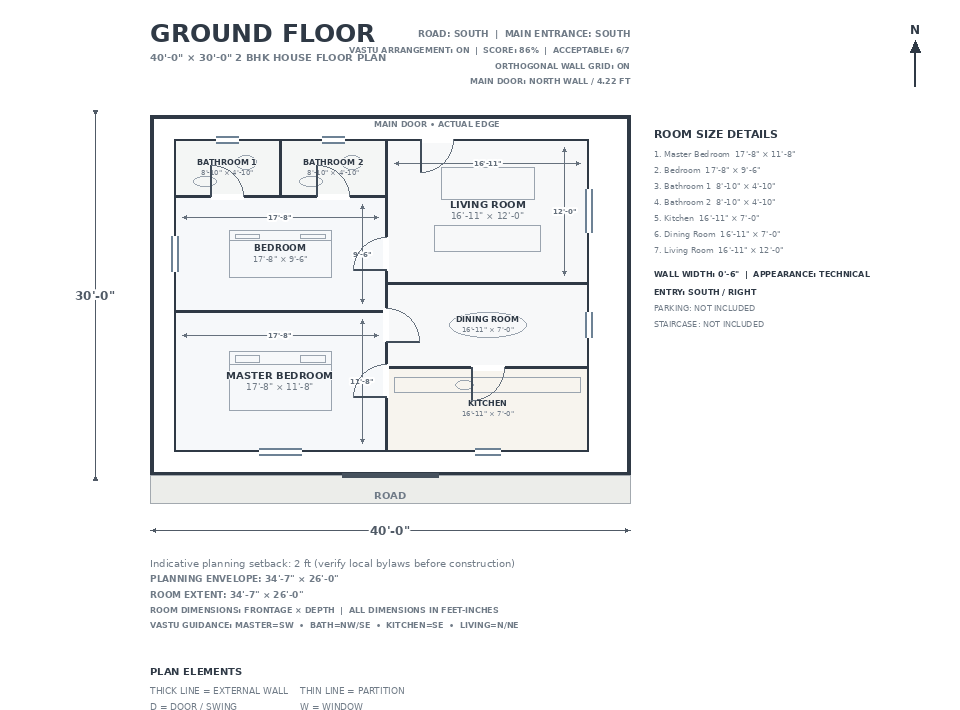 GROUND FLOOR
40'-0" × 30'-0" 2 BHK HOUSE FLOOR PLAN
ROAD: SOUTH | MAIN ENTRANCE: SOUTH
VASTU ARRANGEMENT: ON | SCORE: 86% | ACCEPTABLE: 6/7
ORTHOGONAL WALL GRID: ON
MAIN DOOR: NORTH WALL / 4.22 FT
N
MAIN DOOR • ACTUAL EDGE
BATHROOM 1
8'-10" × 4'-10"
BATHROOM 2
8'-10" × 4'-10"
16'-11"
LIVING ROOM
16'-11" × 12'-0"
12'-0"
17'-8"
BEDROOM
17'-8" × 9'-6"
9'-6"
DINING ROOM
16'-11" × 7'-0"
17'-8"
MASTER BEDROOM
17'-8" × 11'-8"
11'-8"
KITCHEN
16'-11" × 7'-0"
30'-0"
ROAD
40'-0"
ROOM SIZE DETAILS
1. Master Bedroom 17'-8" × 11'-8"
2. Bedroom 17'-8" × 9'-6"
3. Bathroom 1 8'-10" × 4'-10"
4. Bathroom 2 8'-10" × 4'-10"
5. Kitchen 16'-11" × 7'-0"
6. Dining Room 16'-11" × 7'-0"
7. Living Room 16'-11" × 12'-0"
WALL WIDTH: 0'-6" | APPEARANCE: TECHNICAL
ENTRY: SOUTH / RIGHT
PARKING: NOT INCLUDED
STAIRCASE: NOT INCLUDED
Indicative planning setback: 2 ft (verify local bylaws before construction)
PLANNING ENVELOPE: 34'-7" × 26'-0"
ROOM EXTENT: 34'-7" × 26'-0"
ROOM DIMENSIONS: FRONTAGE × DEPTH | ALL DIMENSIONS IN FEET-INCHES
VASTU GUIDANCE: MASTER=SW • BATH=NW/SE • KITCHEN=SE • LIVING=N/NE
PLAN ELEMENTS
THICK LINE = EXTERNAL WALL THIN LINE = PARTITION
D = DOOR / SWING W = WINDOW